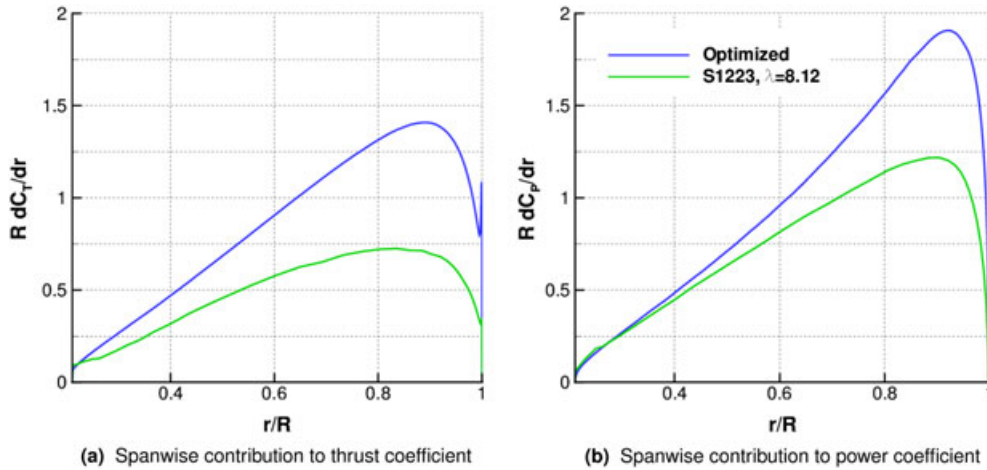 2
1.5
1
0.5
0
R dC_T/dr
0.4
0.6
0.8
1
r/R
(a) Spanwise contribution to thrust coefficient
2
1.5
1
0.5
0
R dC_P/dr
Optimized
S1223, λ=8.12
0.4
0.6
0.8
1
r/R
(b) Spanwise contribution to power coefficient